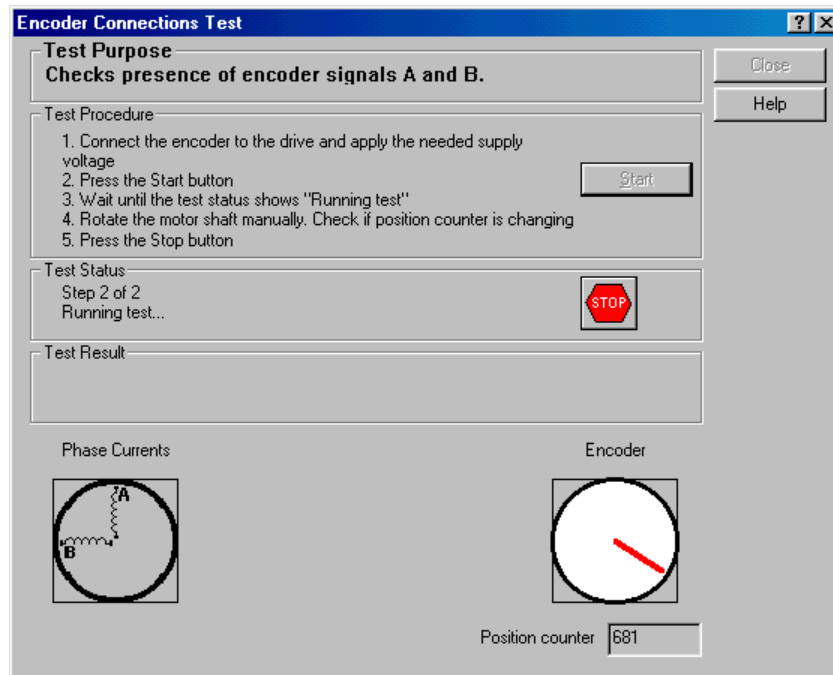 Encoder Connections Test
Test Purpose
Checks presence of encoder signals A and B.
Close
Help
Test Procedure
1. Connect the encoder to the drive and apply the needed supply
voltage
2. Press the Start button
3. Wait until the test status shows "Running test"
4. Rotate the motor shaft manually. Check if position counter is changing
5. Press the Stop button
Start
Test Status
Step 2 of 2
Running test...
STOP
Test Result
Phase Currents
Encoder
A
B
Position counter 681